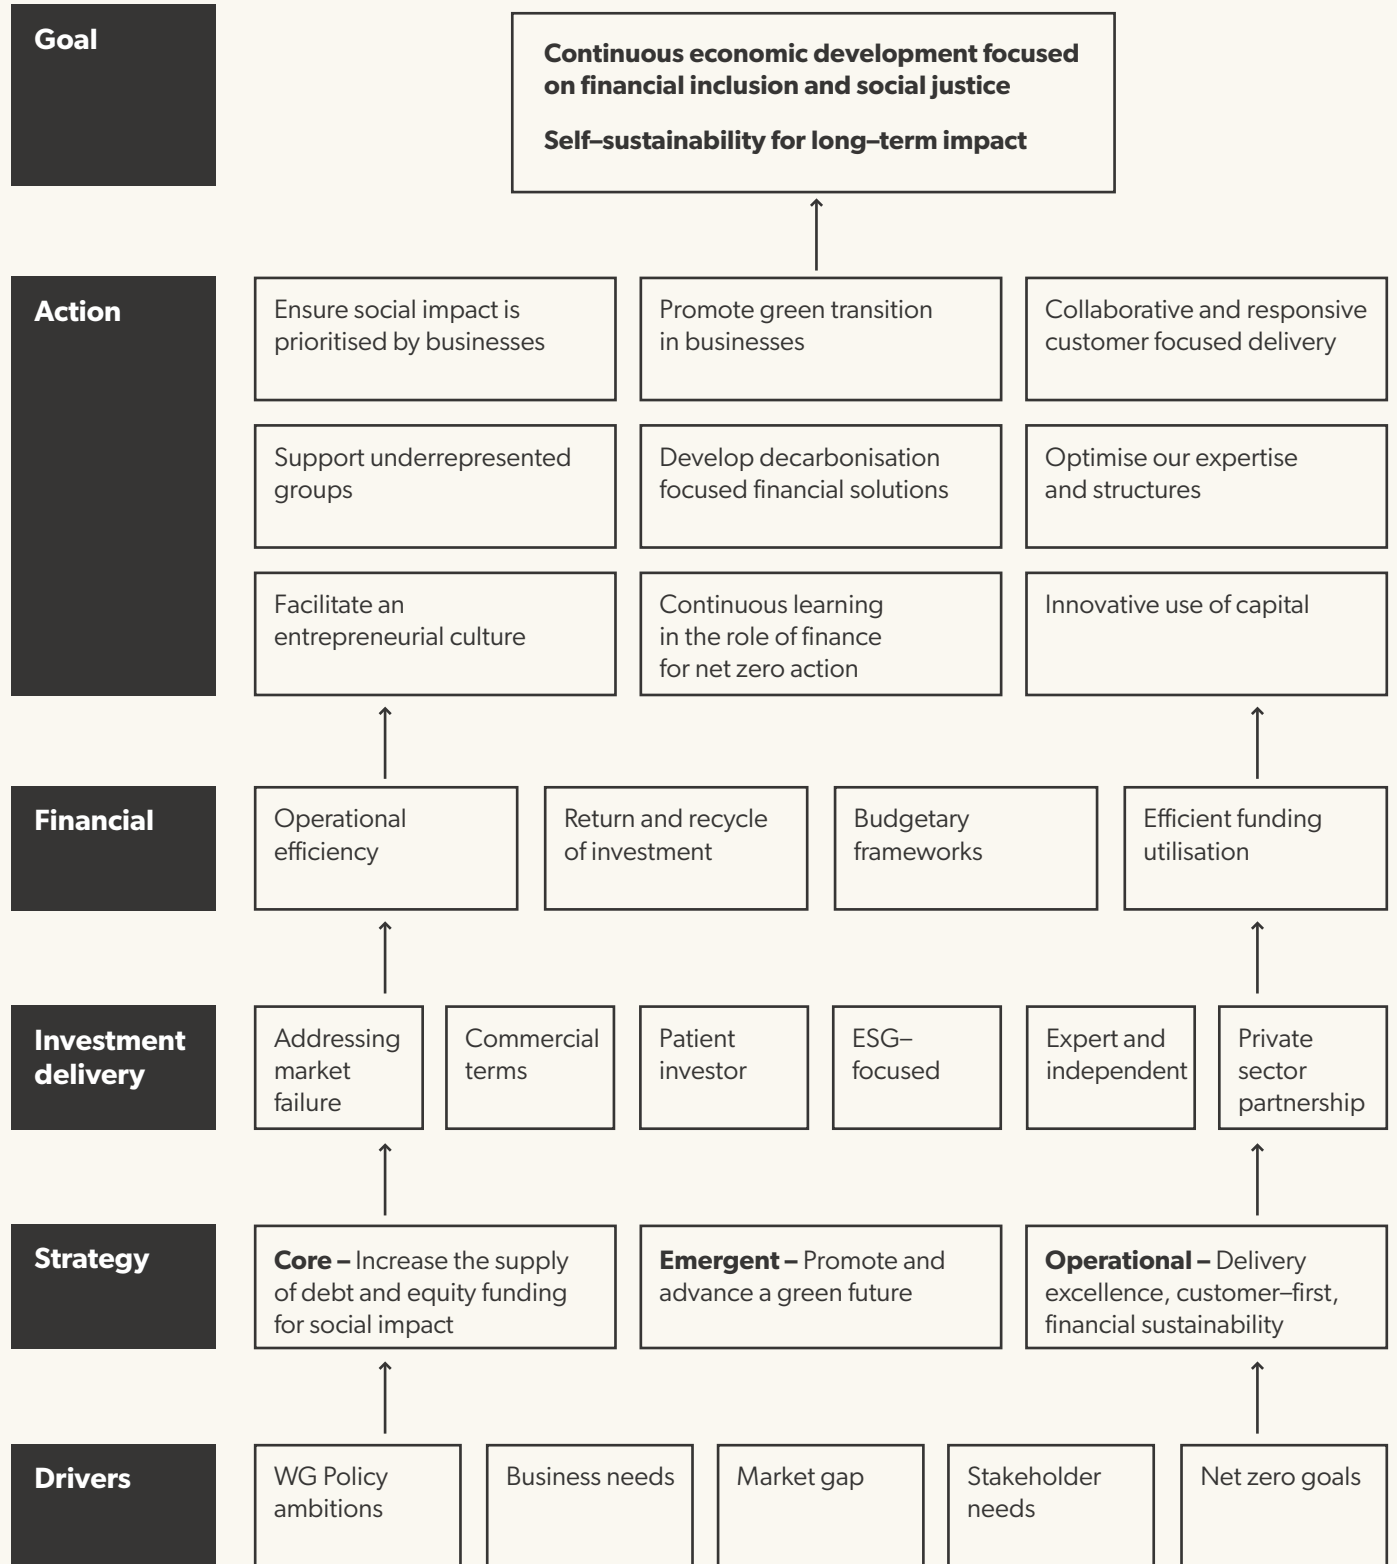 Goal
Continuous economic development focused
on financial inclusion and social justice
Self–sustainability for long–term impact
Action
Ensure social impact is
prioritised by businesses
Promote green transition
in businesses
Collaborative and responsive
customer focused delivery
Support underrepresented
groups
Develop decarbonisation
focused financial solutions
Optimise our expertise
and structures
Facilitate an
entrepreneurial culture
Continuous learning
in the role of finance
for net zero action
Innovative use of capital
Financial
Operational
efficiency
Return and recycle
of investment
Budgetary
frameworks
Efficient funding
utilisation
Investment
delivery
Addressing
market
failure
Commercial
terms
Patient
investor
ESG–
focused
Expert and
independent
Private
sector
partnership
Strategy
Core – Increase the supply
of debt and equity funding
for social impact
Emergent – Promote and
advance a green future
Operational – Delivery
excellence, customer–first,
financial sustainability
Drivers
WG Policy
ambitions
Business needs
Market gap
Stakeholder
needs
Net zero goals